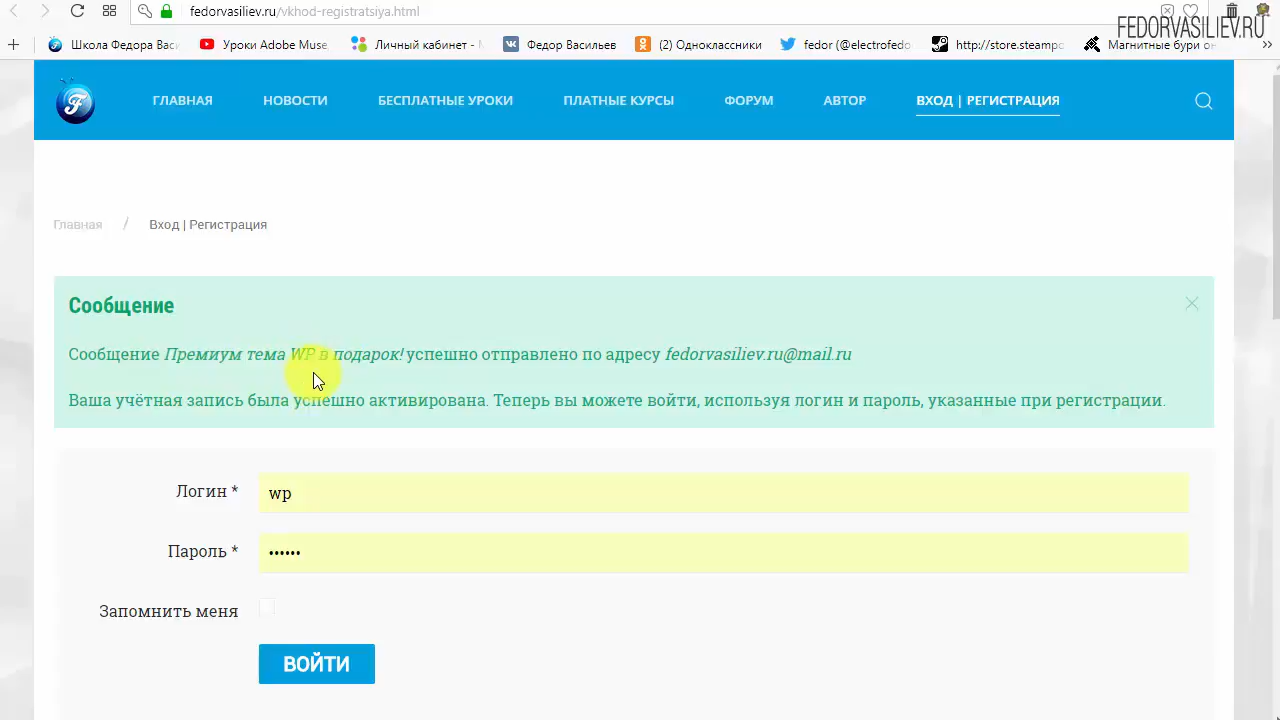 fedorvasiliev.ru/vkhod-registratsiya.html
FEDORVASILIEV.RU
Школа Федора Васи
Уроки Adobe Muse,
Личный кабинет -
Федор Васильев
(2) Одноклассники
fedor (@electrofedo
http://store.steampo
Магнитные бури он
ГЛАВНАЯ
НОВОСТИ
БЕСПЛАТНЫЕ УРОКИ
ПЛАТНЫЕ КУРСЫ
ФОРУМ
АВТОР
ВХОД | РЕГИСТРАЦИЯ
Главная / Вход | Регистрация
Сообщение
Сообщение Премиум тема WP в подарок! успешно отправлено по адресу fedorvasiliev.ru@mail.ru
Ваша учётная запись была успешно активирована. Теперь вы можете войти, используя логин и пароль, указанные при регистрации.
Логин *
wp
Пароль *
••••••
Запомнить меня
ВОЙТИ